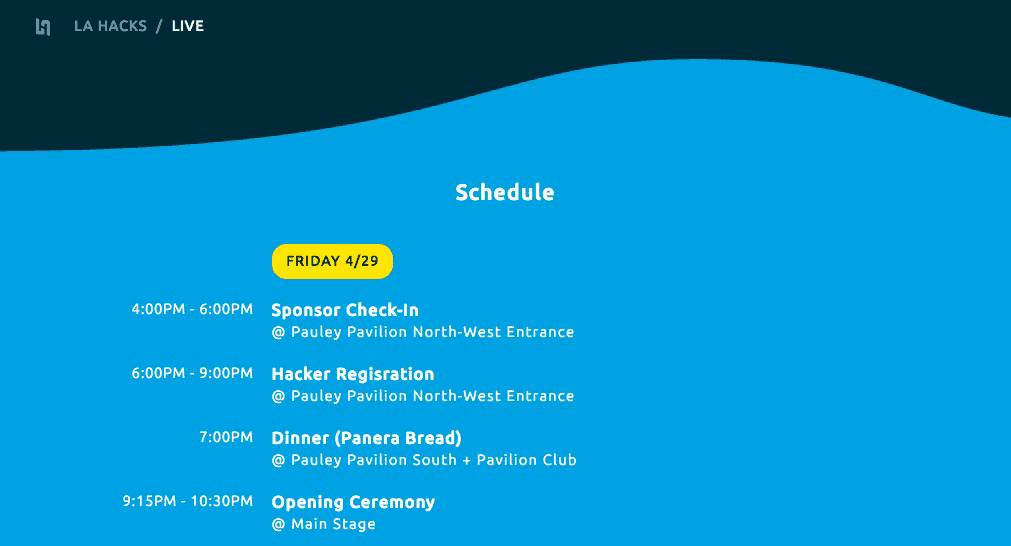 LA HACKS / LIVE
Schedule
FRIDAY 4/29
4:00PM - 6:00PM Sponsor Check-In
@ Pauley Pavilion North-West Entrance
6:00PM - 9:00PM Hacker Regisration
@ Pauley Pavilion North-West Entrance
7:00PM Dinner (Panera Bread)
@ Pauley Pavilion South + Pavilion Club
9:15PM - 10:30PM Opening Ceremony
@ Main Stage